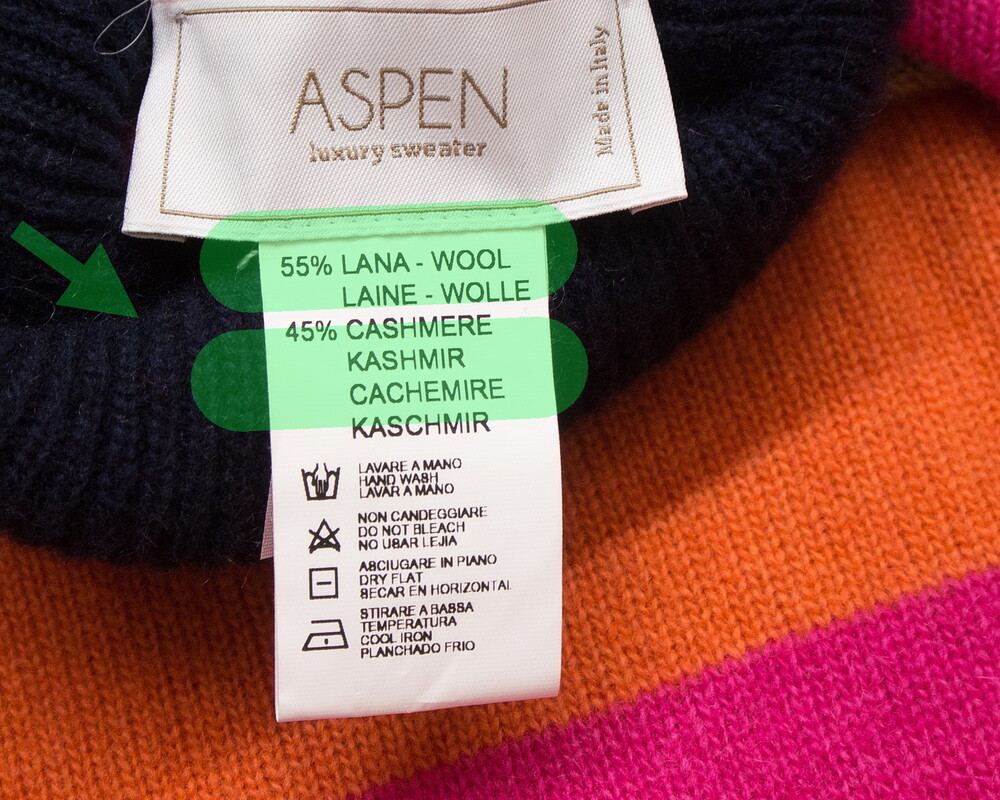 ASPEN
luxury sweater
Made in Italy
55% LANA - WOOL
LAINE - WOLLE
45% CASHMERE
KASHMIR
CACHEMIRE
KASCHMIR
LAVARE A MANO
HAND WASH
LAVAR A MANO
NON CANDEGGIARE
DO NOT BLEACH
NO USAR LEJIA
ASCIUGARE IN PIANO
DRY FLAT
SECAR EN HORIZONTAL
STIRARE A BASSA
TEMPERATURA
COOL IRON
PLANCHADO FRIO